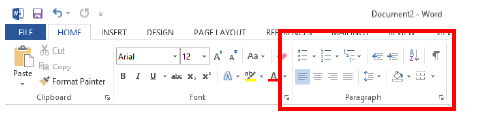 Document2 - Word
FILE HOME INSERT DESIGN PAGE LAYOUT
Cut
Copy
Format Painter
Paste
Arial 12 A A Aa
B I U abc X₂ X² A ab A
Clipboard Font Paragraph